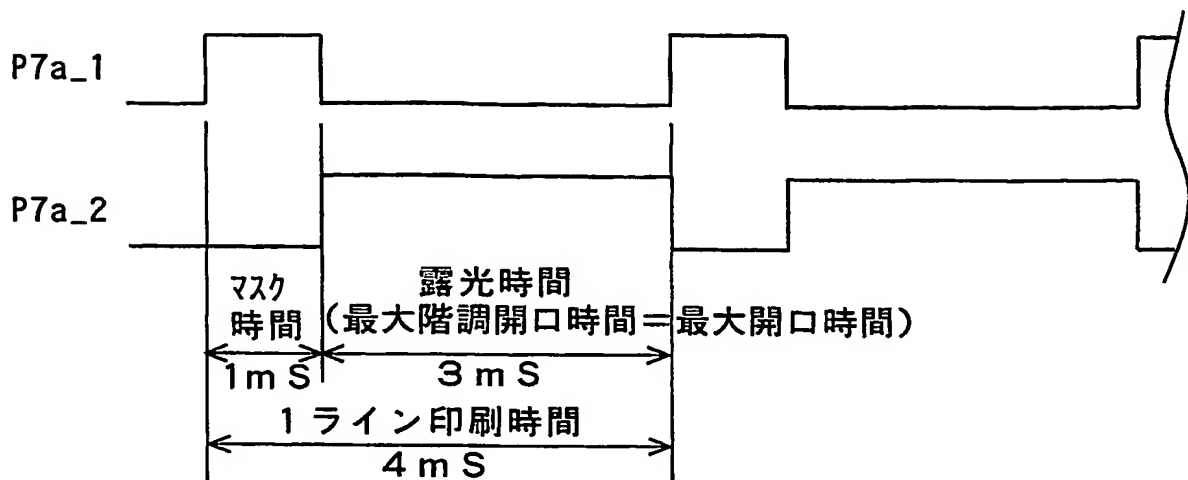 P7a_1
P7a_2
マスク
時間
露光時間
(最大階調開口時間=最大開口時間)
1mS
3mS
1ライン印刷時間
4mS